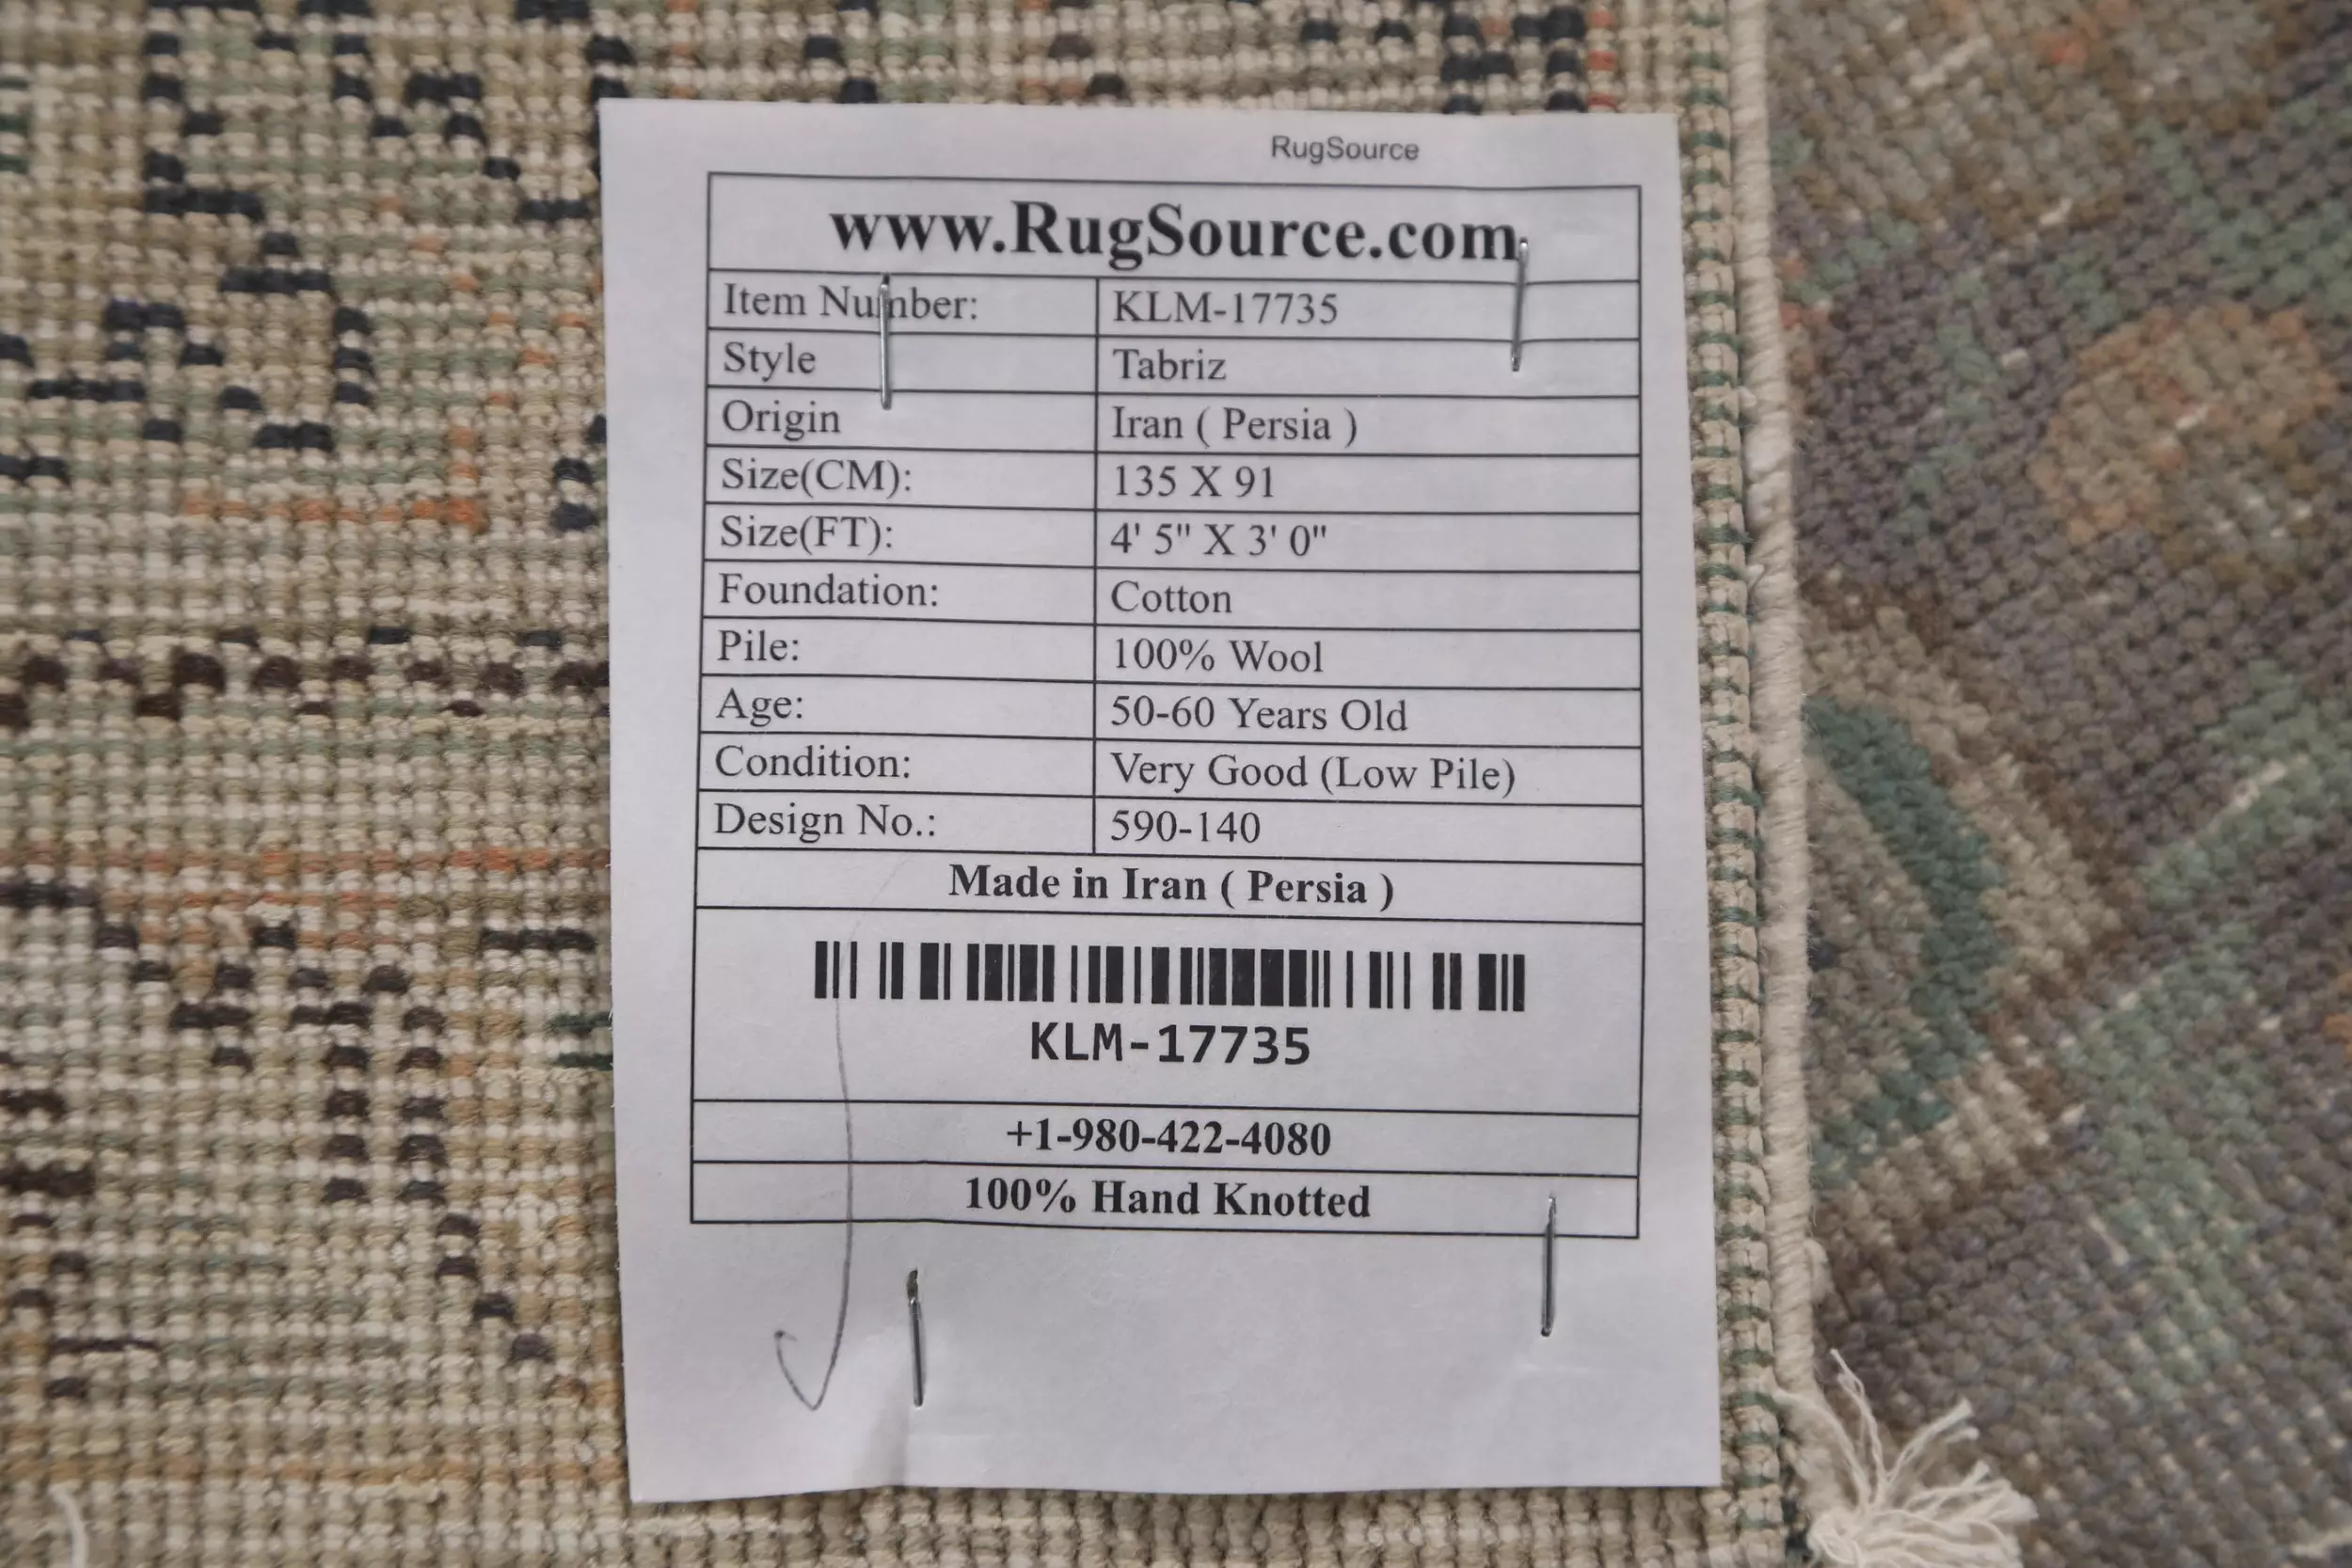 RugSource
www.RugSource.com
Item Number: KLM-17735
Style Tabriz
Origin Iran ( Persia )
Size(CM): 135 X 91
Size(FT): 4' 5" X 3' 0"
Foundation: Cotton
Pile: 100% Wool
Age: 50-60 Years Old
Condition: Very Good (Low Pile)
Design No.: 590-140
Made in Iran ( Persia )
KLM-17735
+1-980-422-4080
100% Hand Knotted